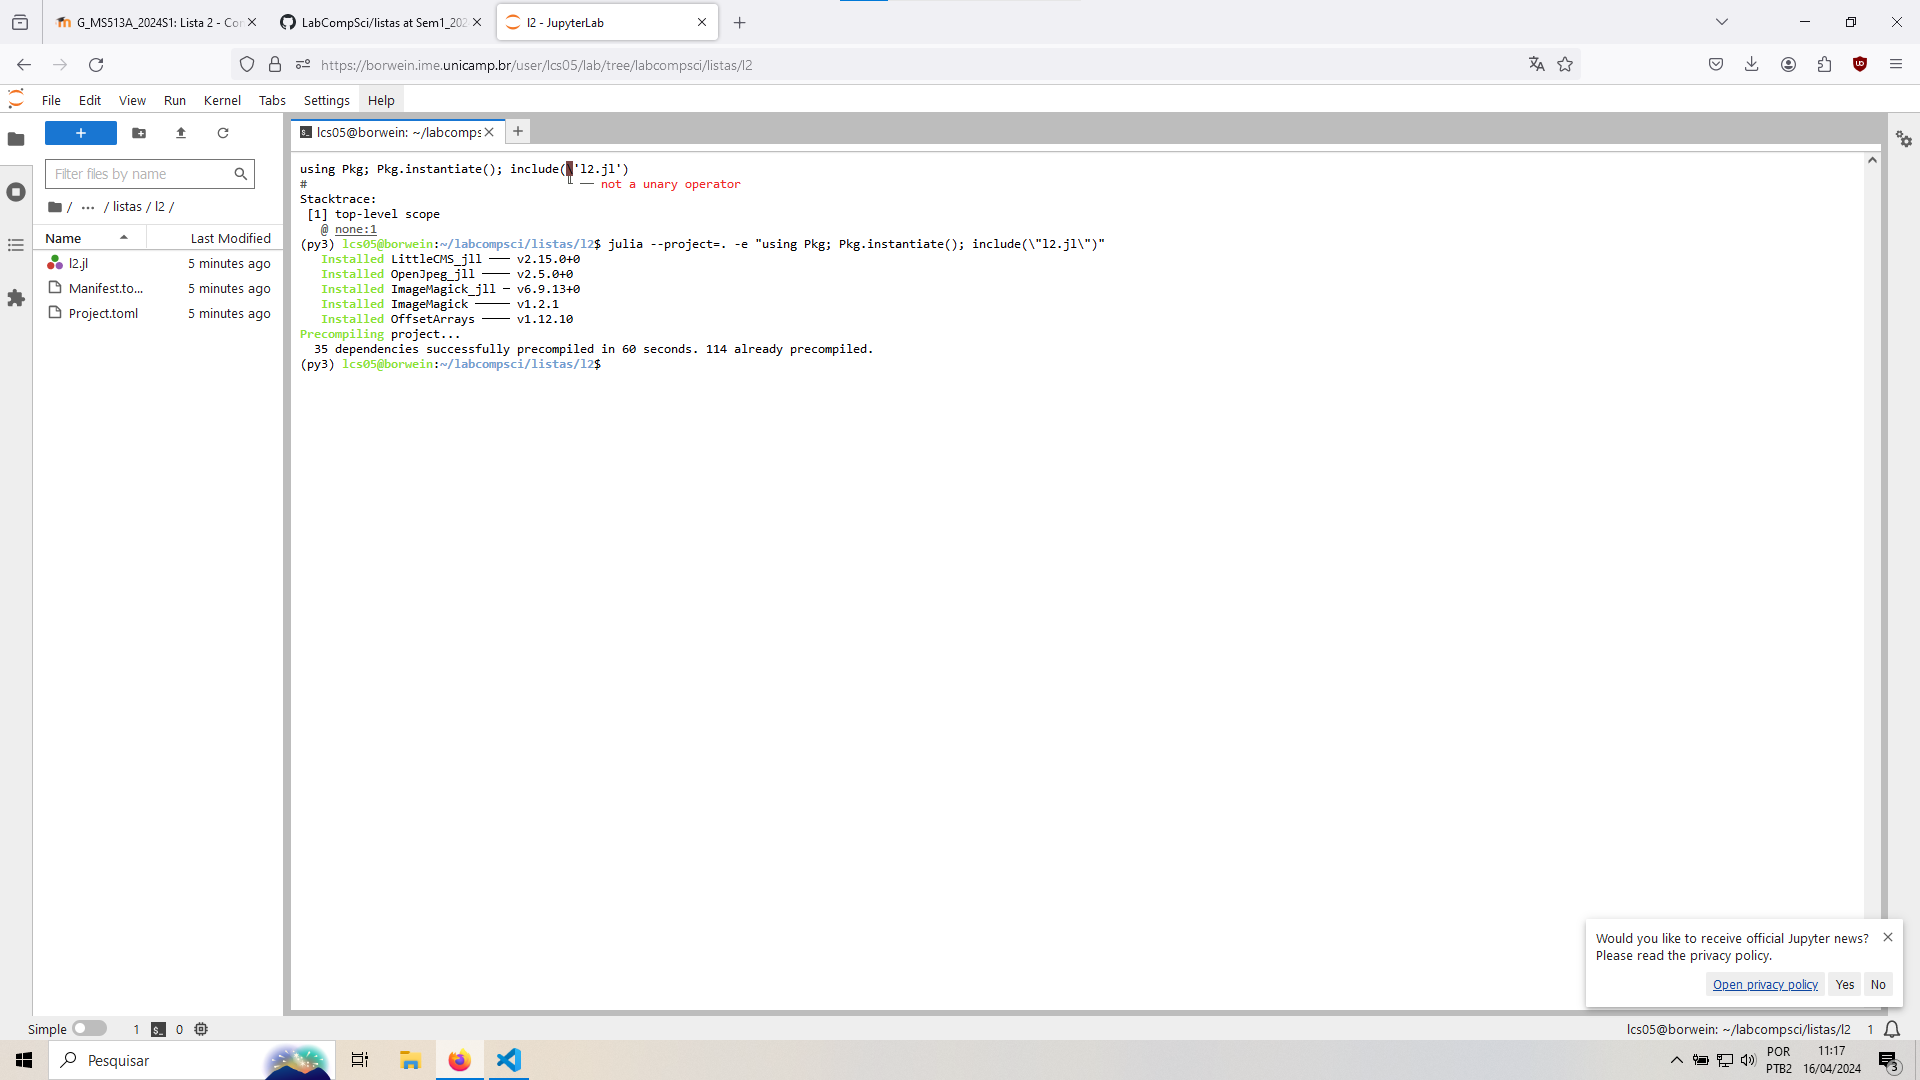 G_MS513A_2024S1: Lista 2 - Con
LabCompSci/listas at Sem1_202
l2 - JupyterLab
https://borwein.ime.unicamp.br/user/lcs05/lab/tree/labcompsci/listas/l2
File Edit View Run Kernel Tabs Settings Help
lcs05@borwein: ~/labcomps
Filter files by name
/ ··· / listas / l2 /
Name Last Modified
l2.jl 5 minutes ago
Manifest.to... 5 minutes ago
Project.toml 5 minutes ago
using Pkg; Pkg.instantiate(); include(\'l2.jl')
# ── not a unary operator
Stacktrace:
[1] top-level scope
@ none:1
(py3) lcs05@borwein:~/labcompsci/listas/l2$ julia --project=. -e "using Pkg; Pkg.instantiate(); include(\"l2.jl\")"
Installed LittleCMS_jll ─── v2.15.0+0
Installed OpenJpeg_jll ──── v2.5.0+0
Installed ImageMagick_jll ─ v6.9.13+0
Installed ImageMagick ───── v1.2.1
Installed OffsetArrays ──── v1.12.10
Precompiling project...
35 dependencies successfully precompiled in 60 seconds. 114 already precompiled.
(py3) lcs05@borwein:~/labcompsci/listas/l2$
Would you like to receive official Jupyter news?
Please read the privacy policy.
Open privacy policy Yes No
Simple 1 $_ 0
lcs05@borwein: ~/labcompsci/listas/l2 1
Pesquisar
POR
PTB2
11:17
16/04/2024
3